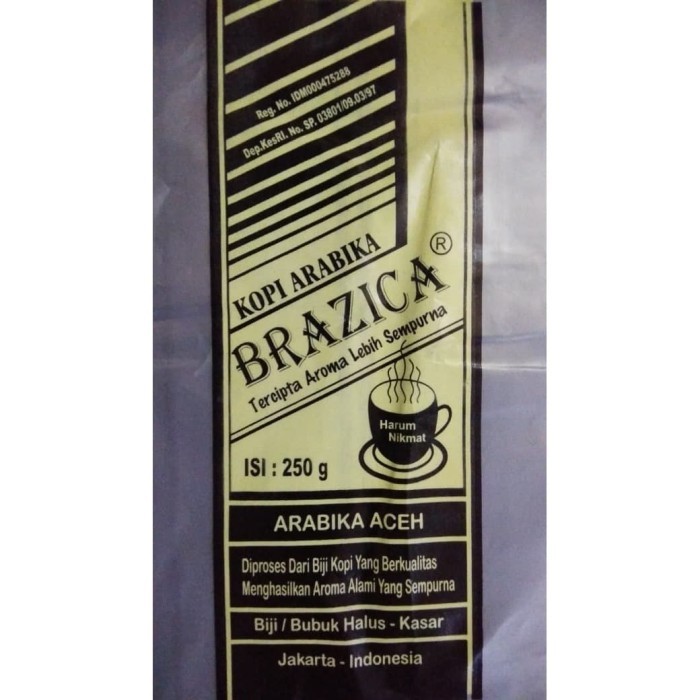 Reg. No. IDM000475288
Dep.KesRI. No. SP. 03801/09.03/97
KOPI ARABIKA
BRAZICA ®
Tercipta Aroma Lebih Sempurna
Harum
Nikmat
ISI : 250 g
ARABIKA ACEH
Diproses Dari Biji Kopi Yang Berkualitas
Menghasilkan Aroma Alami Yang Sempurna
Biji / Bubuk Halus - Kasar
Jakarta - Indonesia